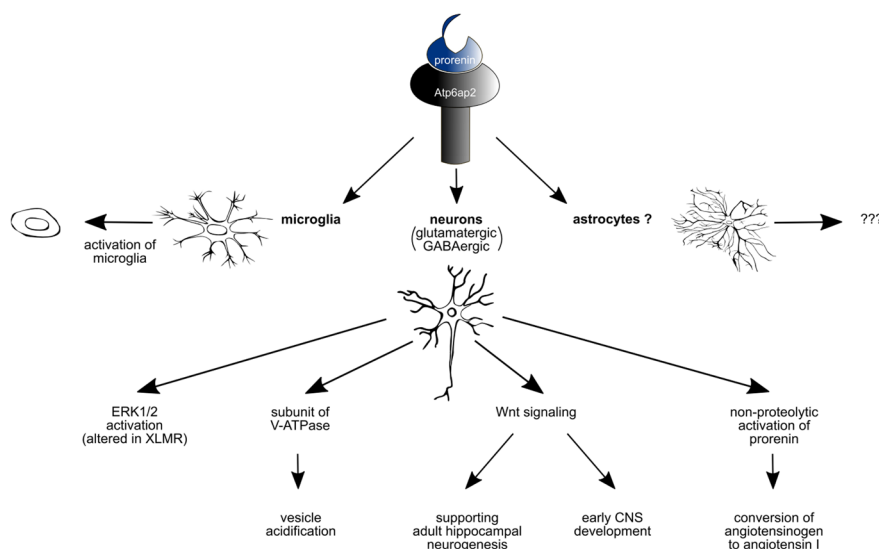 prorenin
Atp6ap2
microglia
neurons
(glutamatergic
GABAergic)
astrocytes ?
???
activation of
microglia
ERK1/2
activation
(altered in XLMR)
subunit of
V-ATPase
Wnt signaling
non-proteolytic
activation of
prorenin
vesicle
acidification
supporting
adult hippocampal
neurogenesis
early CNS
development
conversion of
angiotensinogen
to angiotensin I